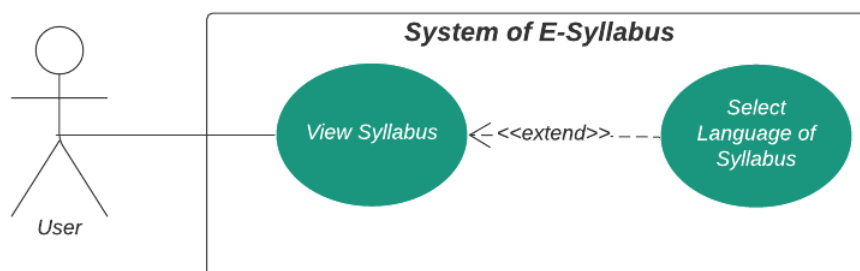 System of E-Syllabus
View Syllabus
<<extend>>
Select
Language of
Syllabus
User